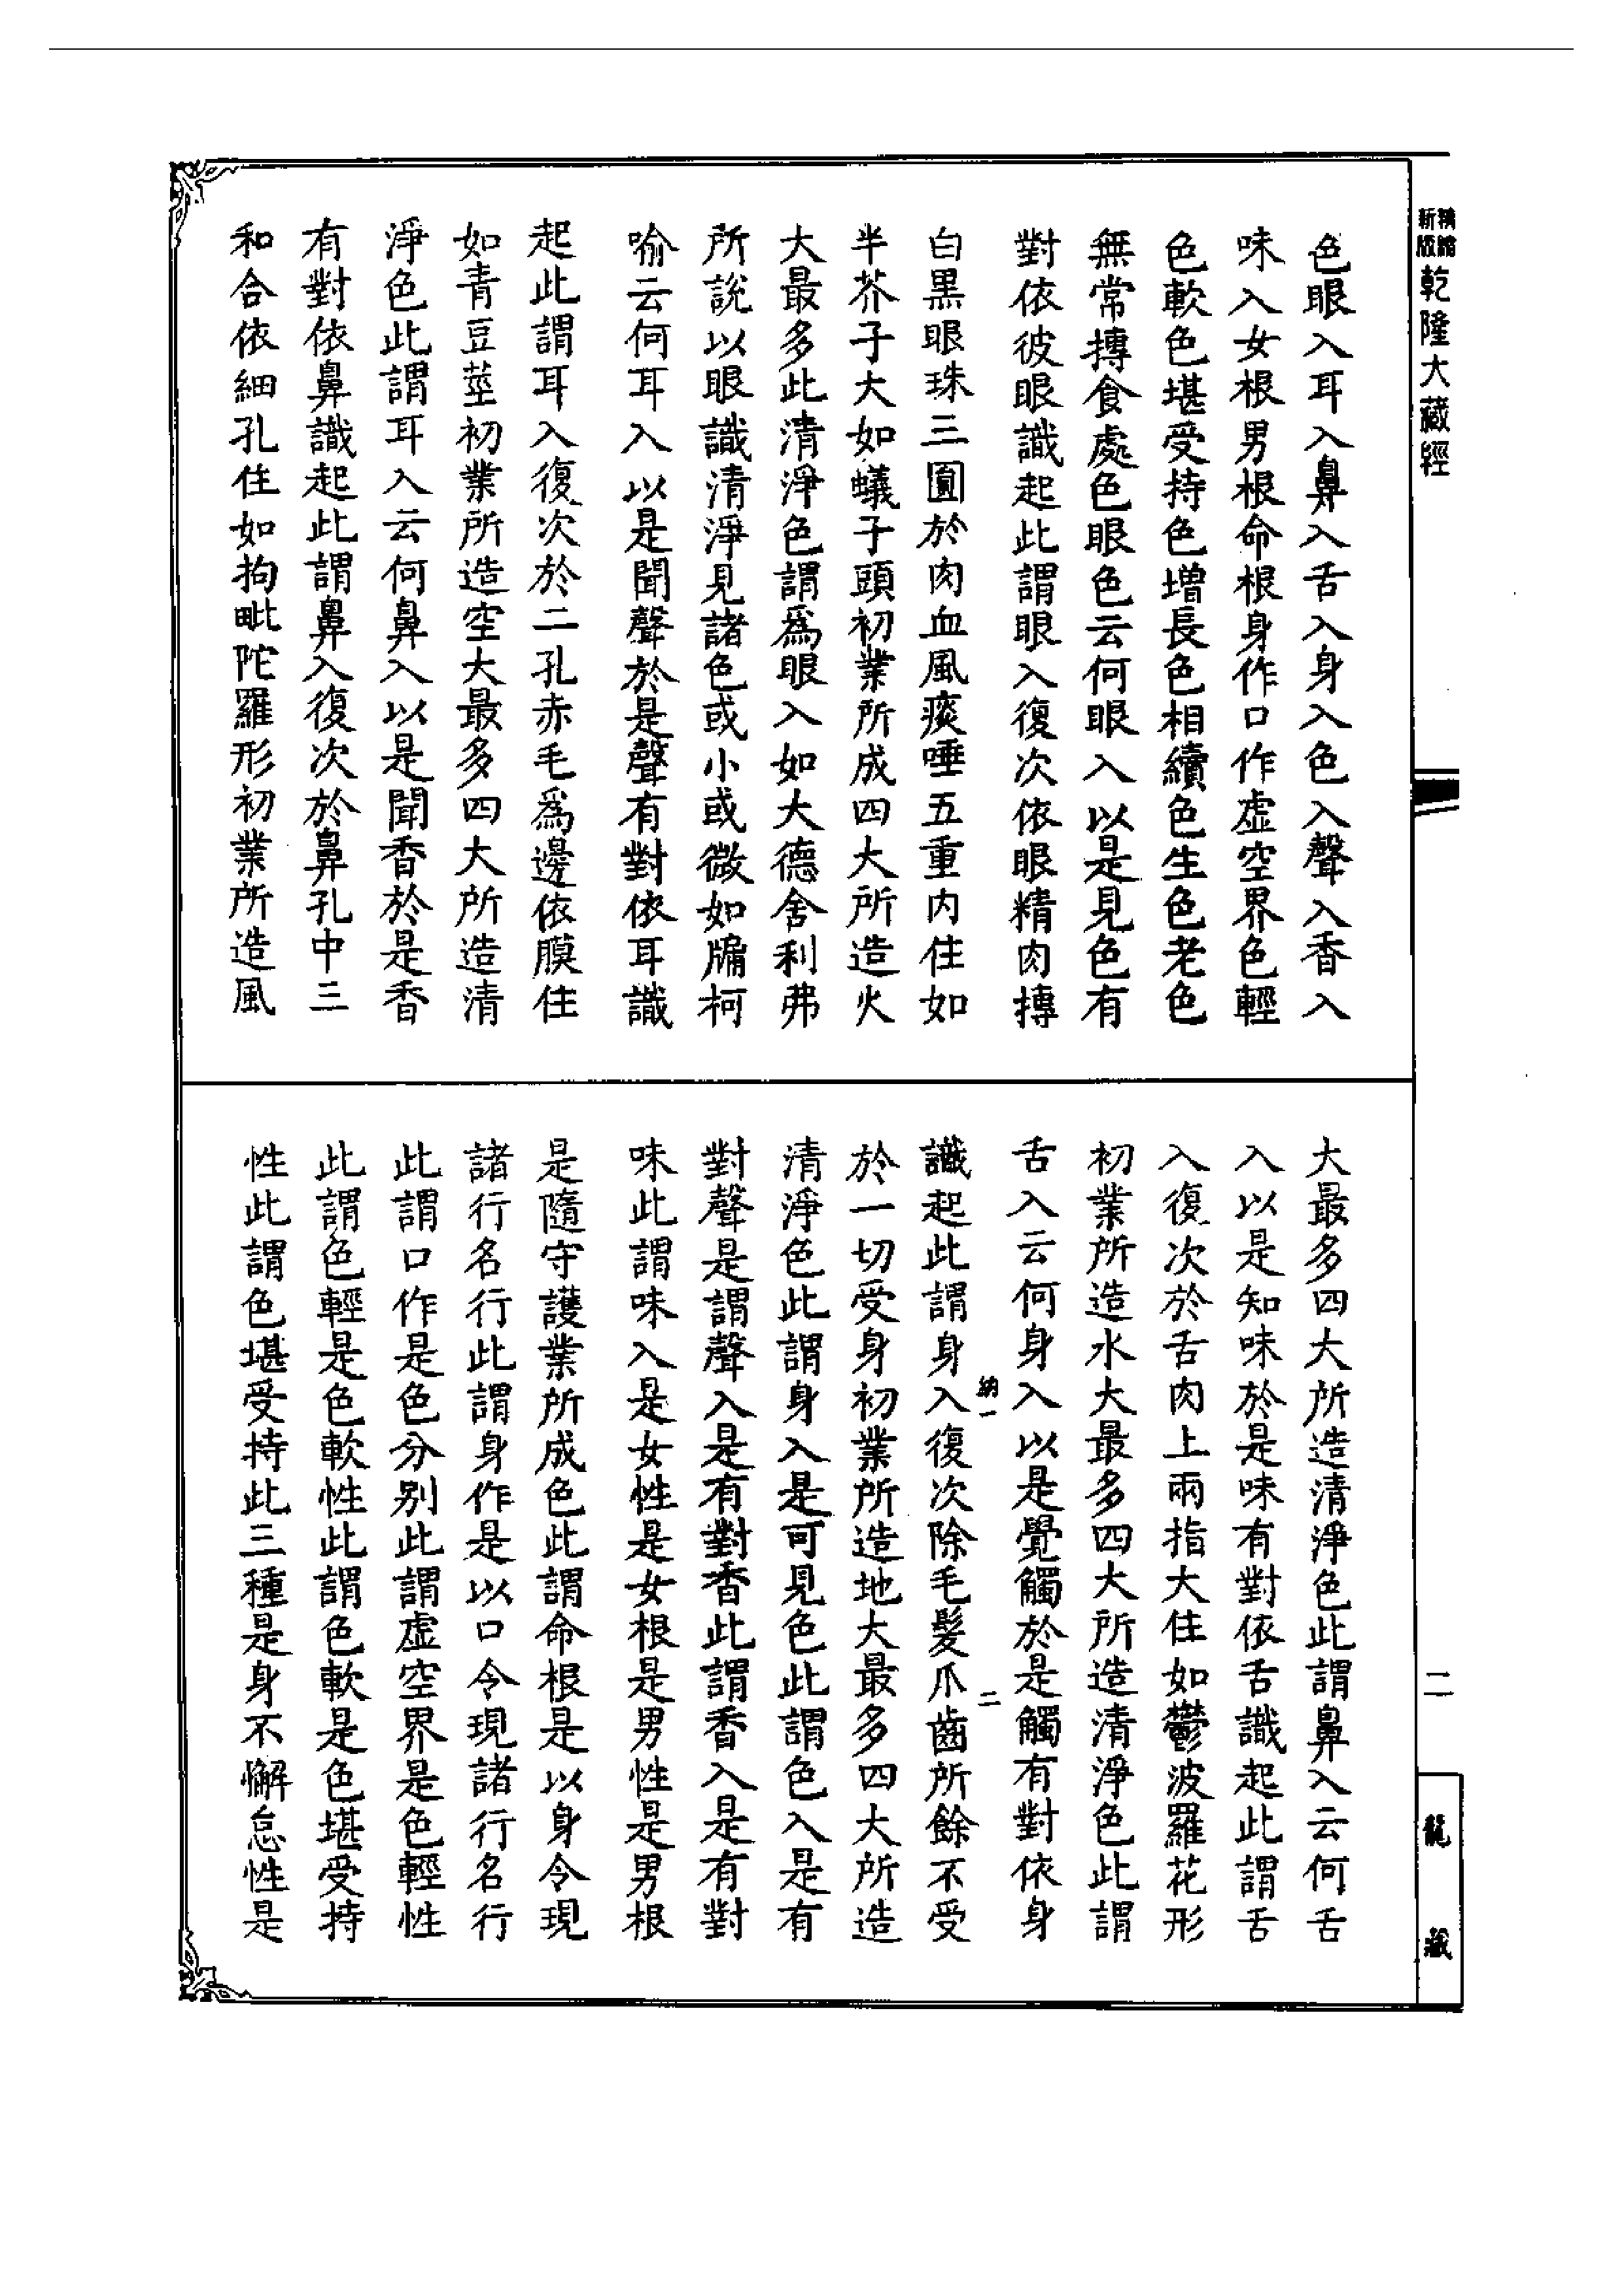 精縮新版乾隆大藏經
色眼入耳入鼻入舌入身入色入聲入香入
味入女根男根命根身作口作虛空界色輕
色軟色堪受持色增長色相續色生色老色
無常摶食處色眼色云何眼入以是見色有
對依彼眼識起此謂眼入復次依眼精肉摶
白黑眼珠三圓於肉血風痰唾五重內住如
半芥子大如蟻子頭初業所成四大所造火
大最多此清淨色謂爲眼入如大德舍利弗
所說以眼識清淨見諸色或小或微如牖柯
喻云何耳入以是聞聲於是聲有對依耳識
起此謂耳入復次於二孔赤毛爲邊依膜住
如青豆莖初業所造空大最多四大所造清
淨色此謂耳入云何鼻入以是聞香於是香
有對依鼻識起此謂鼻入復次於鼻孔中三
和合依細孔住如拘毗陀羅形初業所造風
大最多四大所造清淨色此謂鼻入云何舌
入以是知味於是味有對依舌識起此謂舌
入復次於舌肉上兩指大住如鬱波羅花形
初業所造水大最多四大所造清淨色此謂
舌入云何身入以是覺觸於是觸有對依身
納一 二
識起此謂身入復次除毛髮爪齒所餘不受
於一切受身初業所造地大最多四大所造
清淨色此謂身入是可見色此謂色入是有
對聲是謂聲入是有對香此謂香入是有對
味此謂味入是女性是女根是男性是男根
是隨守護業所成色此謂命根是以身令現
諸行名行此謂身作是以口令現諸行名行
此謂口作是色分別此謂虛空界是色輕性
此謂色輕是色軟性此謂色軟是色堪受持
性此謂色堪受持此三種是身不懈怠性是
二
龍藏